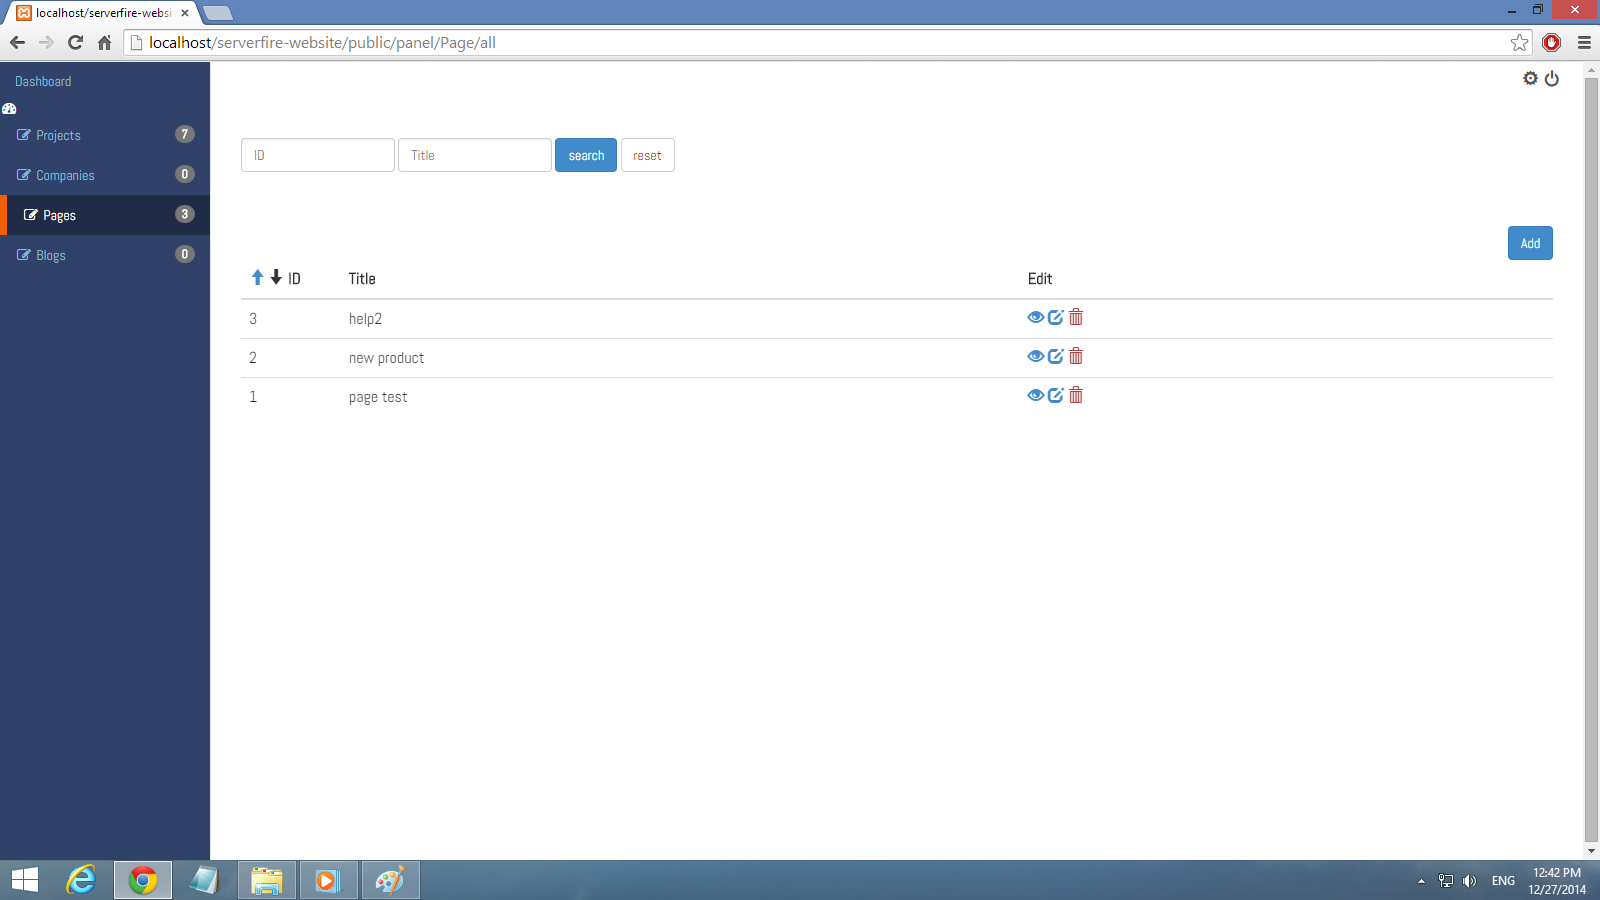 localhost/serverfire-websi
localhost/serverfire-website/public/panel/Page/all
Dashboard
Projects 7
Companies 0
Pages 3
Blogs 0
ID Title search reset
Add
ID Title Edit
3 help2
2 new product
1 page test
ENG
12:42 PM
12/27/2014